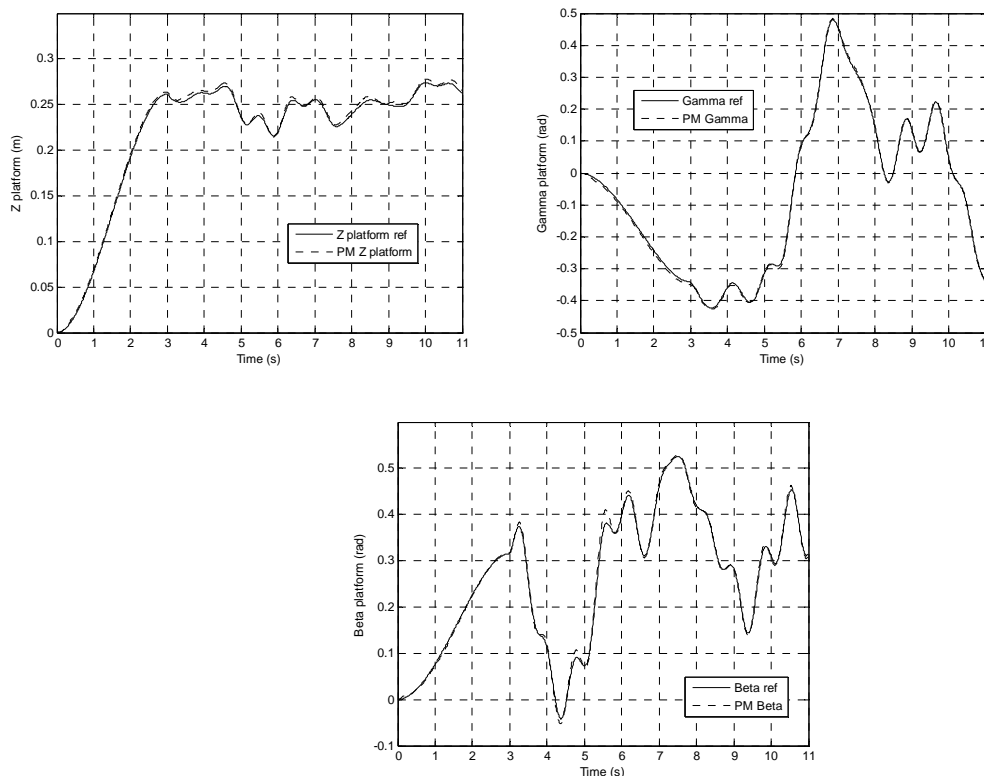 0.3
0.25
0.2
0.15
0.1
0.05
0
Z platform (m)
Z platform ref
PM Z platform
0 1 2 3 4 5 6 7 8 9 10 11
Time (s)
0.5
0.4
0.3
0.2
0.1
0
-0.1
-0.2
-0.3
-0.4
-0.5
Gamma platform (rad)
Gamma ref
PM Gamma
0 1 2 3 4 5 6 7 8 9 10 11
Time (s)
0.5
0.4
0.3
0.2
0.1
0
-0.1
Beta platform (rad)
Beta ref
PM Beta
0 1 2 3 4 5 6 7 8 9 10 11
Time (s)